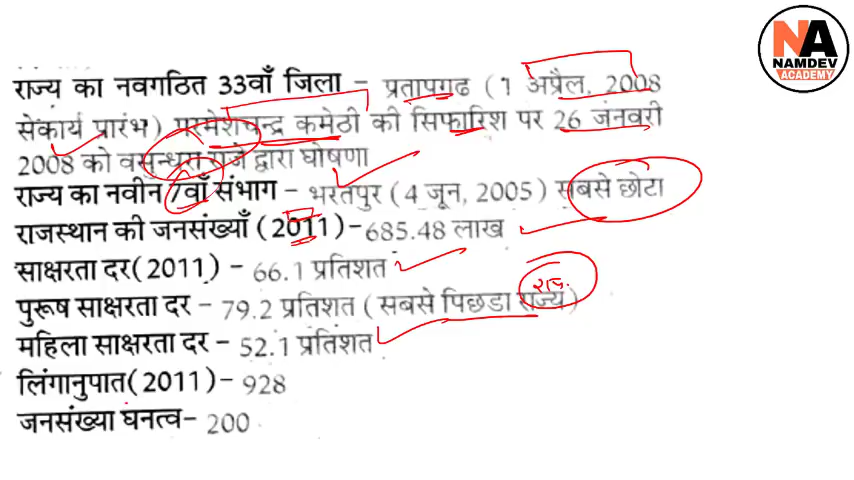 NA
NAMDEV
ACADEMY
राज्य का नवगठित 33वाँ जिला - प्रतापगढ (1 अप्रैल, 2008
सेकार्य प्रारंभ) परमेशचन्द्र कमेठी की सिफारिश पर 26 जनवरी
2008 को वसुन्धरा राजे द्वारा घोषणा
राज्य का नवीन 7वाँ संभाग - भरतपुर (4 जून, 2005) सबसे छोटा
राजस्थान की जनसंख्याँ (2011)-685.48 लाख
साक्षरता दर(2011) - 66.1 प्रतिशत
राज.
पुरूष साक्षरता दर - 79.2 प्रतिशत (सबसे पिछडा राज्य)
महिला साक्षरता दर - 52.1 प्रतिशत
लिंगानुपात(2011)- 928
जनसंख्या घनत्व- 200